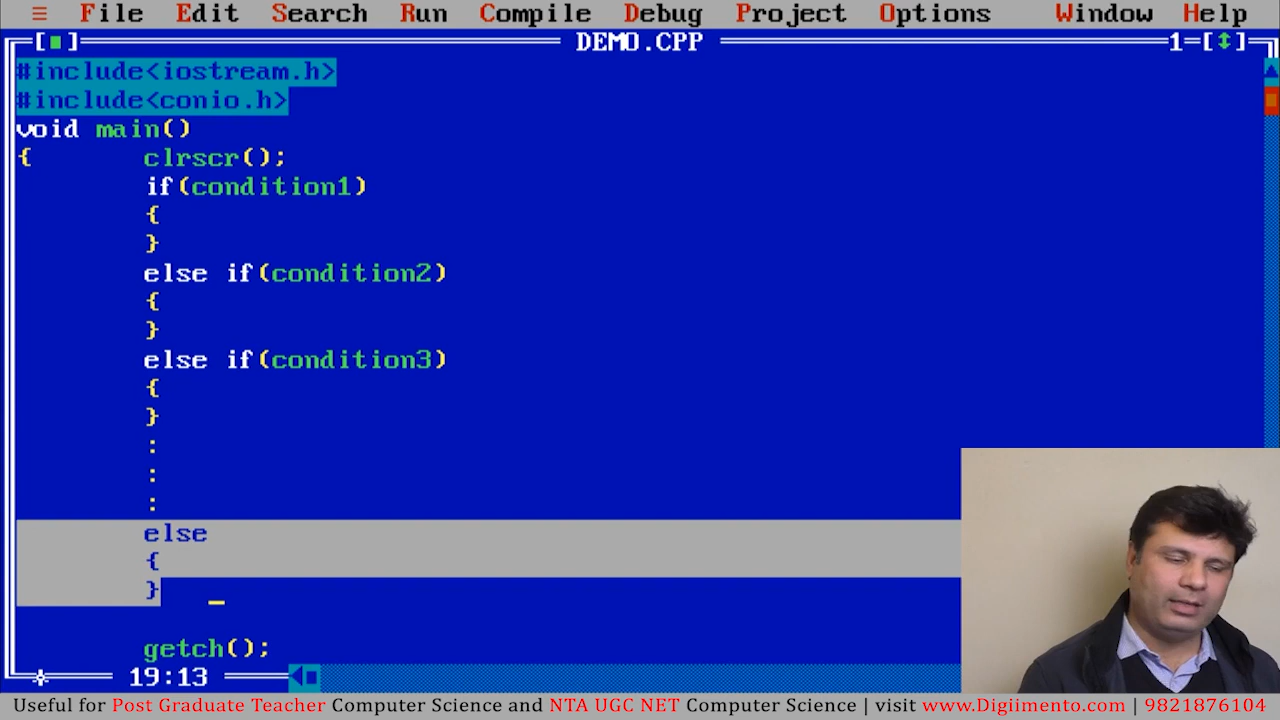 ≡ File Edit Search Run Compile Debug Project Options Window Help
[■] DEMO.CPP 1=[↕]
#include<iostream.h>
#include<conio.h>
void main()
{ clrscr();
if(condition1)
{
}
else if(condition2)
{
}
else if(condition3)
{
}
:
:
:
else
{
}
getch();
19:13
Useful for Post Graduate Teacher Computer Science and NTA UGC NET Computer Science | visit www.Digiimento.com | 9821876104